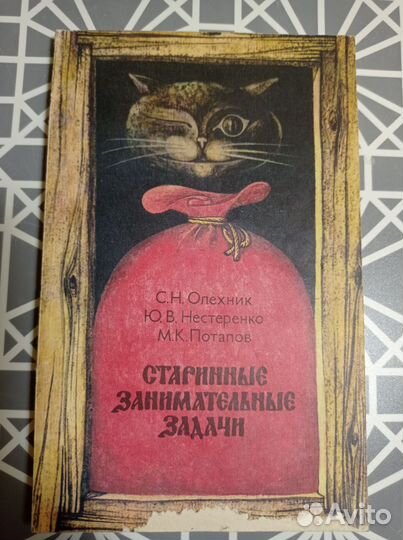 С.Н. Олехник
Ю.В. Нестеренко
М.К. Потапов
СТАРИННЫЕ
ЗАНИМАТЕЛЬНЫЕ
ЗАДАЧИ
Avito